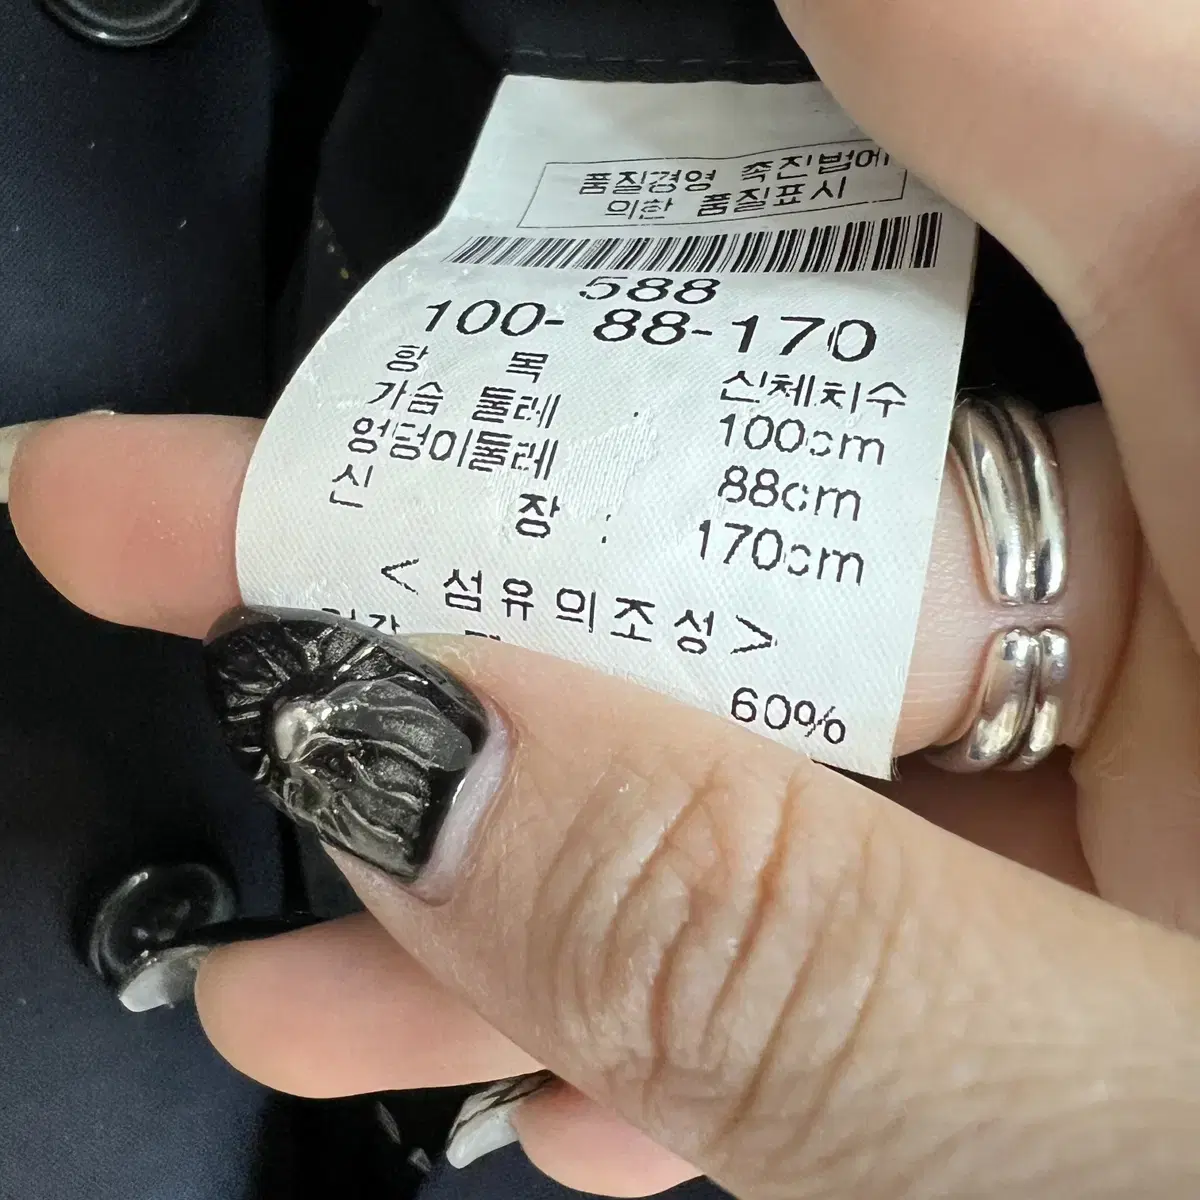 품질경영 촉진법에
의한 품질표시
588
100-88-170
항 목 신체치수
가슴 둘레 : 100cm
엉덩이둘레 88cm
신 장 : 170cm
<섬유의조성>
60%